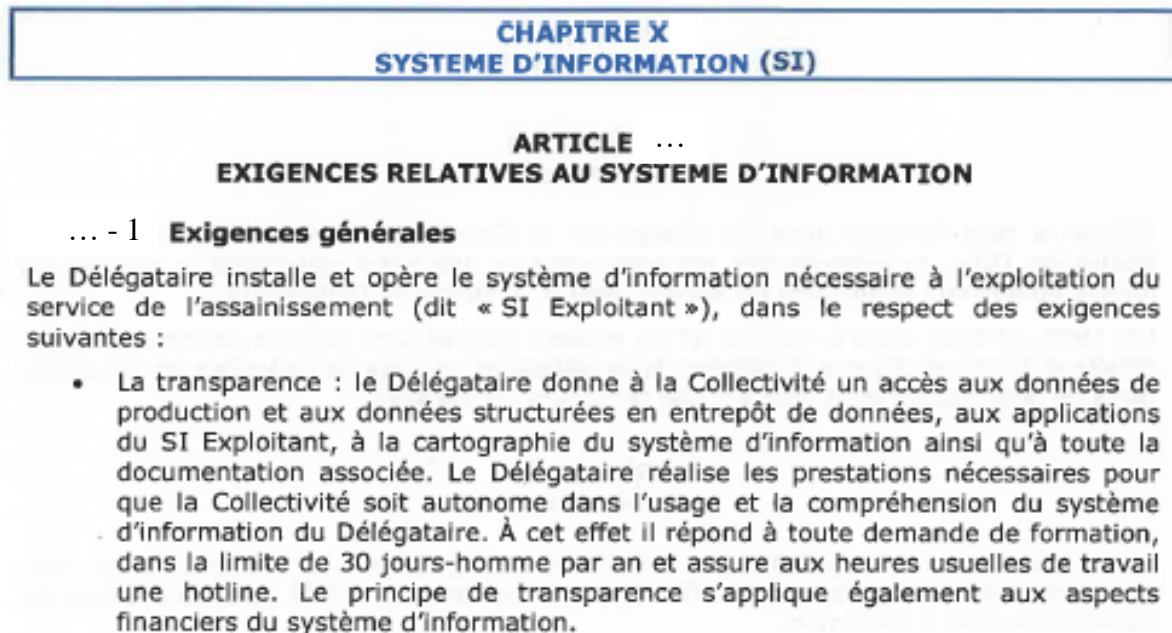 CHAPITRE X
SYSTEME D'INFORMATION (SI)
ARTICLE ...
EXIGENCES RELATIVES AU SYSTEME D'INFORMATION
... - 1 Exigences générales
Le Délégataire installe et opère le système d'information nécessaire à l'exploitation du
service de l'assainissement (dit « SI Exploitant »), dans le respect des exigences
suivantes :
• La transparence : le Délégataire donne à la Collectivité un accès aux données de
production et aux données structurées en entrepôt de données, aux applications
du SI Exploitant, à la cartographie du système d'information ainsi qu'à toute la
documentation associée. Le Délégataire réalise les prestations nécessaires pour
que la Collectivité soit autonome dans l'usage et la compréhension du système
d'information du Délégataire. À cet effet il répond à toute demande de formation,
dans la limite de 30 jours-homme par an et assure aux heures usuelles de travail
une hotline. Le principe de transparence s'applique également aux aspects
financiers du système d'information.